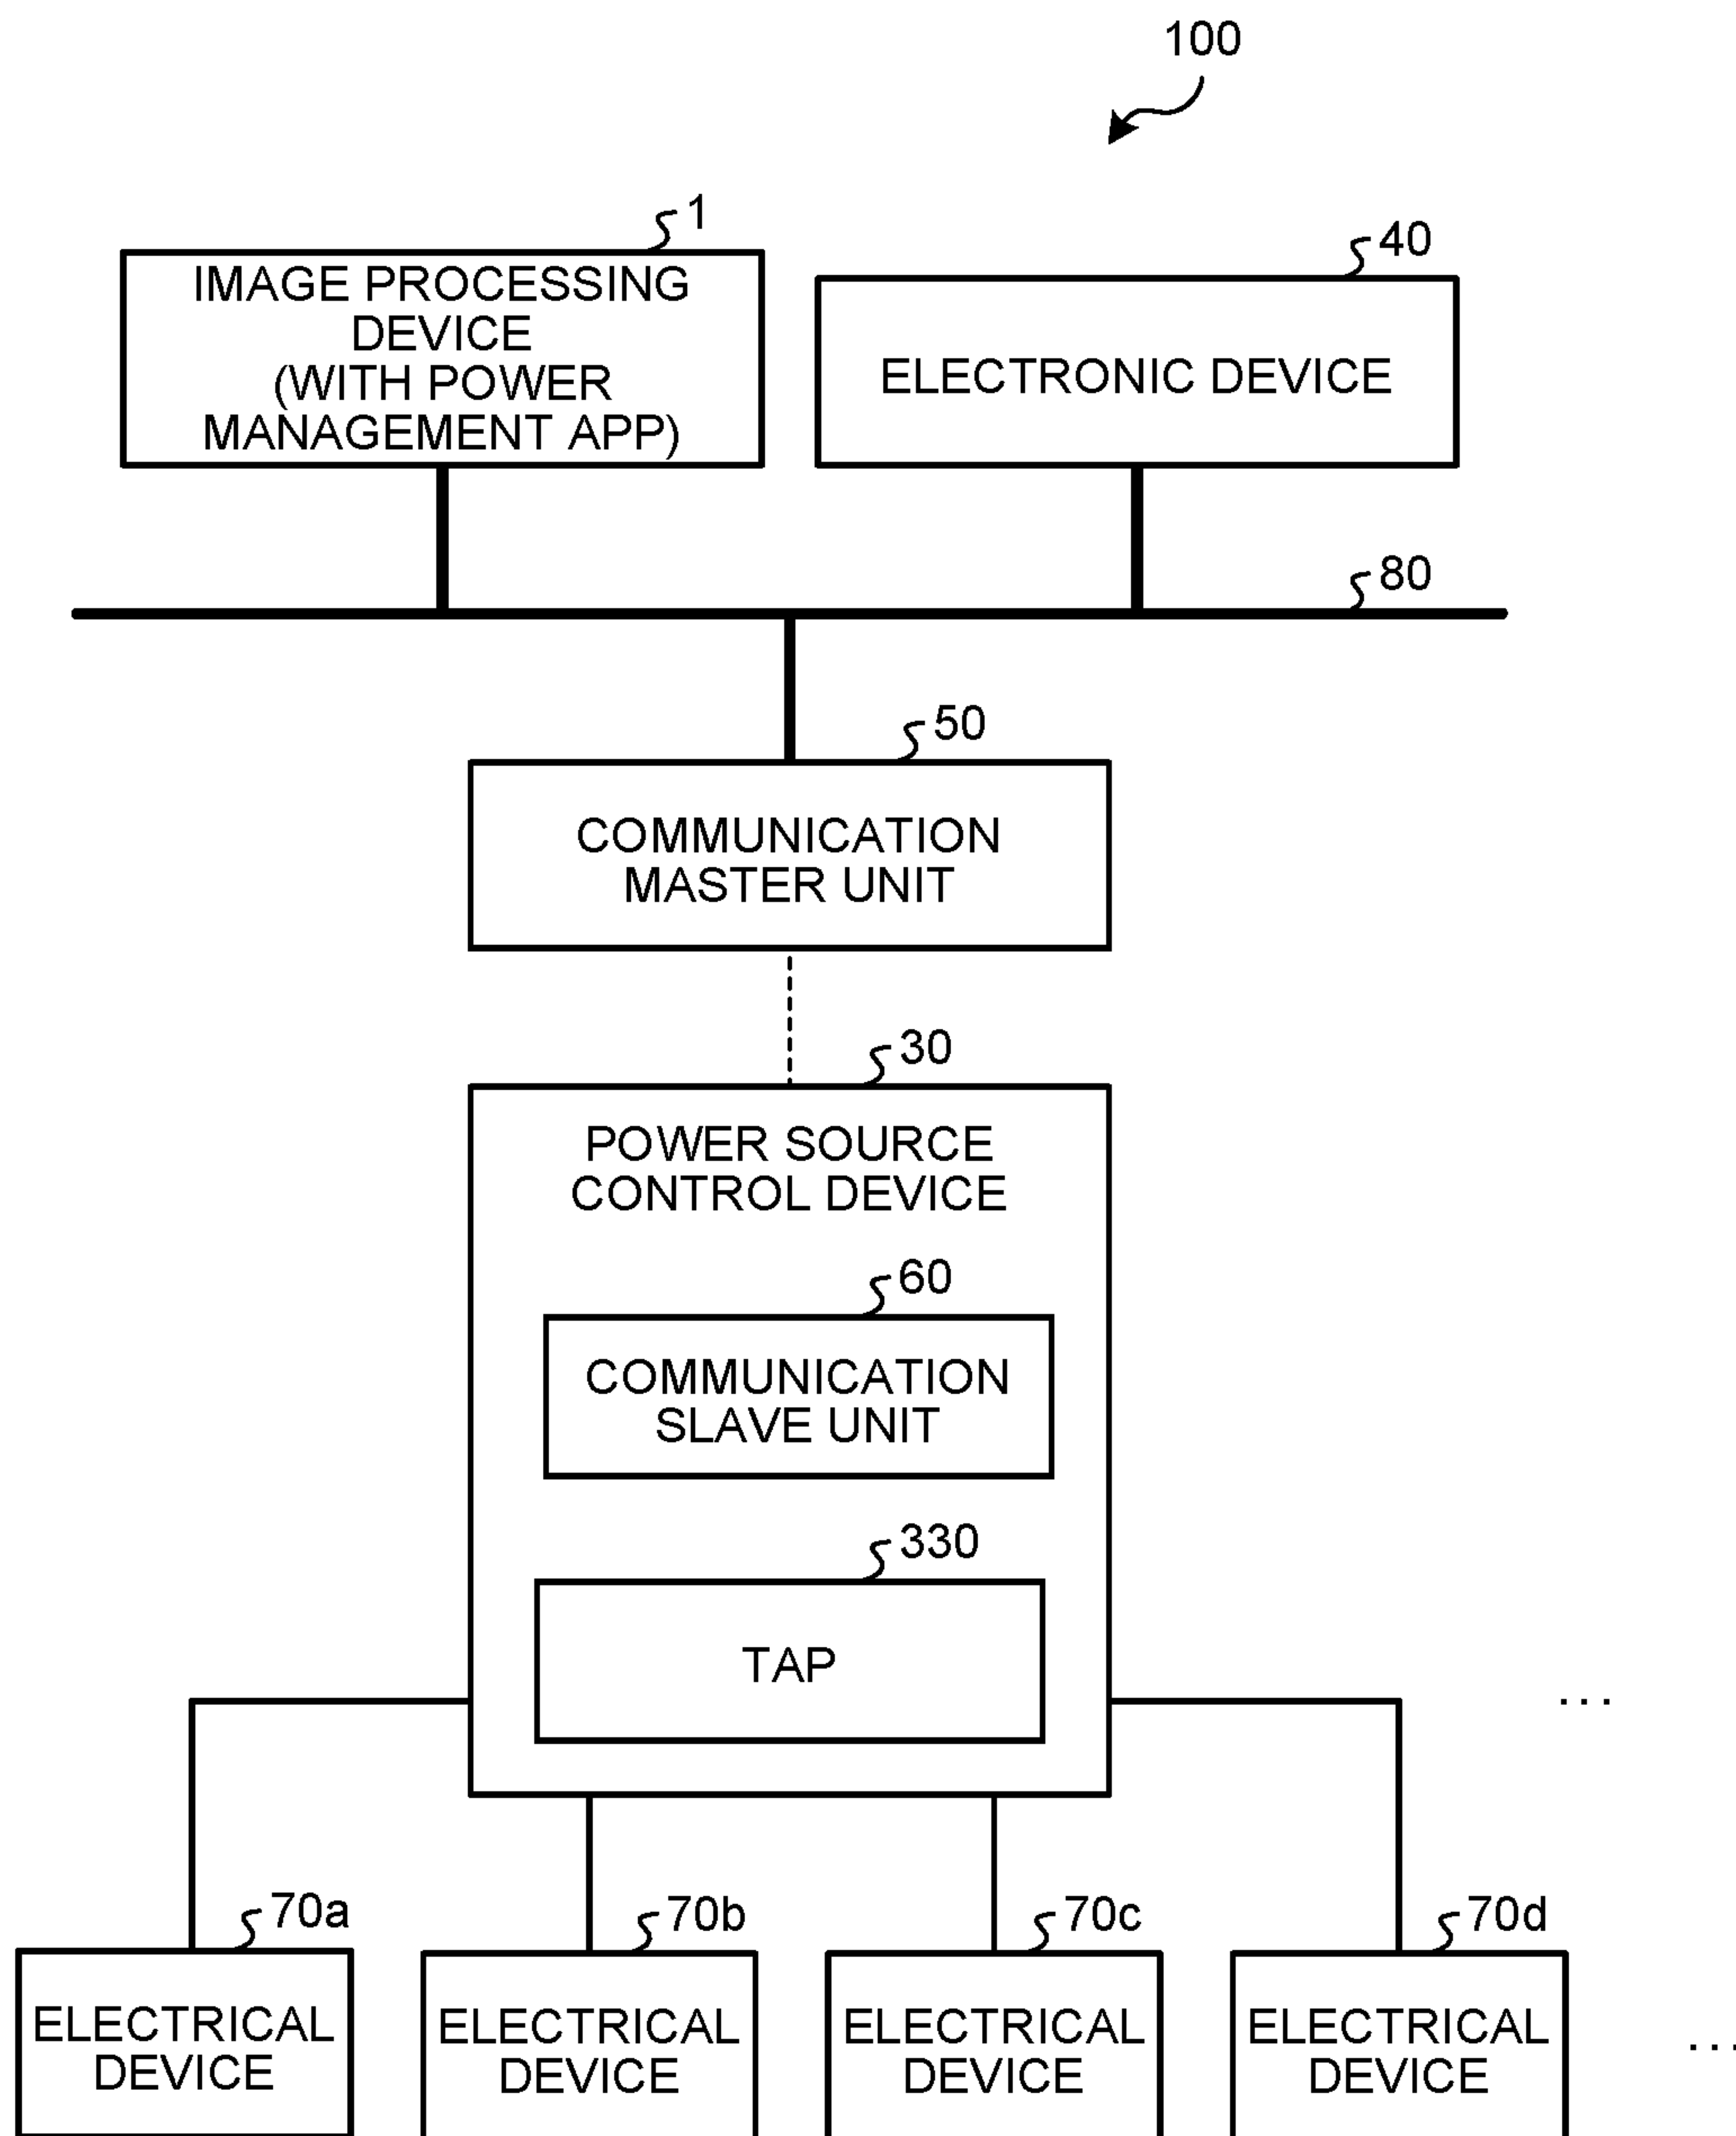 100
1
IMAGE PROCESSING
DEVICE
(WITH POWER
MANAGEMENT APP)
40
ELECTRONIC DEVICE
80
50
COMMUNICATION
MASTER UNIT
30
POWER SOURCE
CONTROL DEVICE
60
COMMUNICATION
SLAVE UNIT
330
TAP
...
70a
70b
70c
70d
ELECTRICAL
DEVICE
ELECTRICAL
DEVICE
ELECTRICAL
DEVICE
ELECTRICAL
DEVICE
...